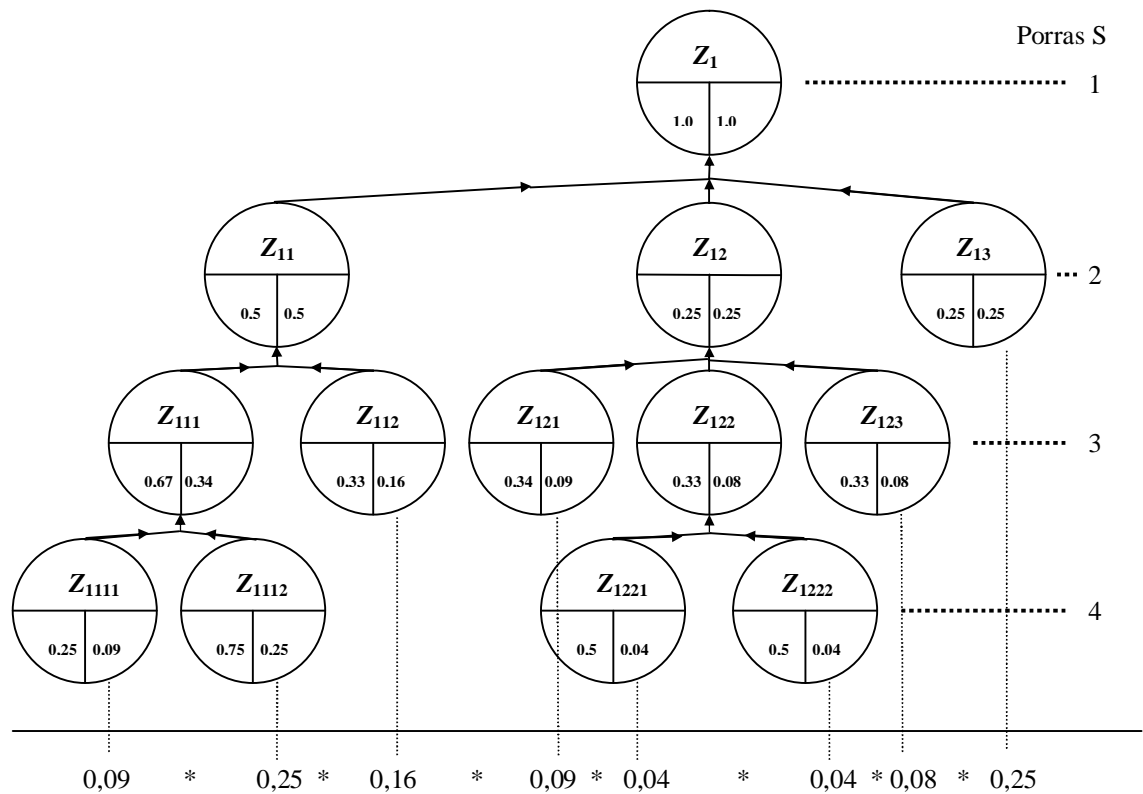 Porras S
Z1
1
1.0 1.0
Z11 Z12 Z13
2
0.5 0.5 0.25 0.25 0.25 0.25
Z111 Z112 Z121 Z122 Z123
3
0.67 0.34 0.33 0.16 0.34 0.09 0.33 0.08 0.33 0.08
Z1111 Z1112 Z1221 Z1222
4
0.25 0.09 0.75 0.25 0.5 0.04 0.5 0.04
0,09 * 0,25 * 0,16 * 0,09 * 0,04 * 0,04 * 0,08 * 0,25